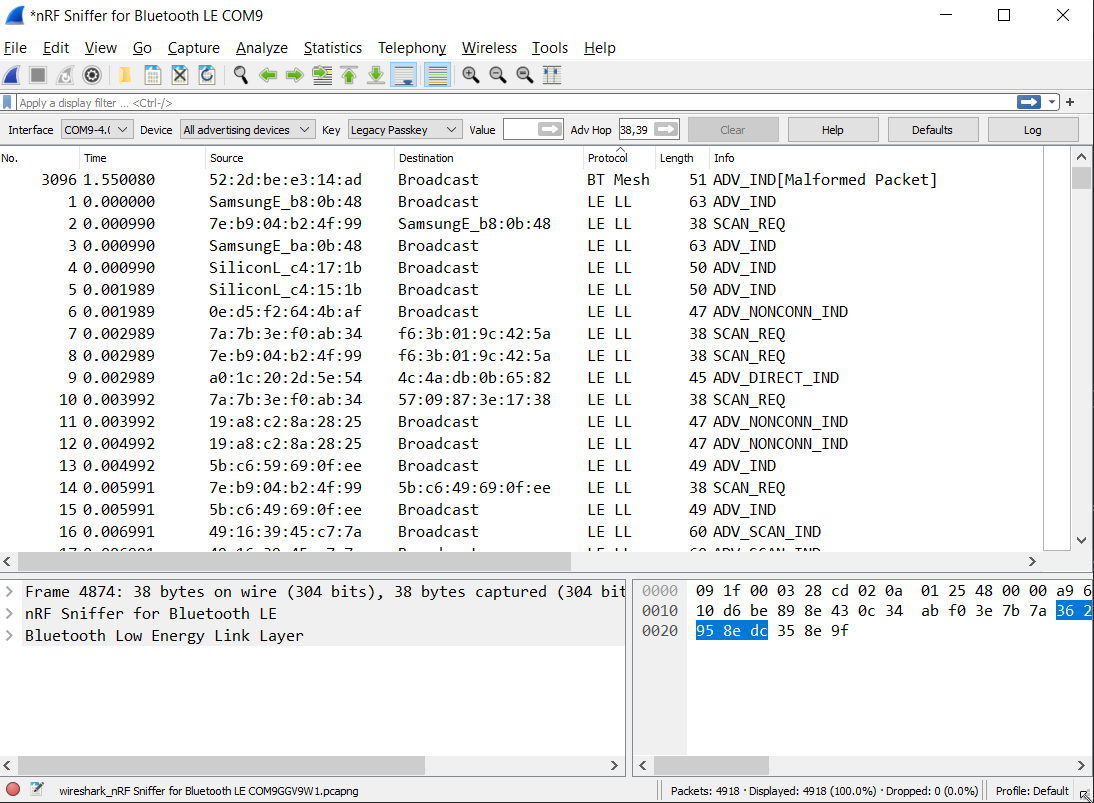 *nRF Sniffer for Bluetooth LE COM9
File Edit View Go Capture Analyze Statistics Telephony Wireless Tools Help
Apply a display filter ... <Ctrl-/>
Interface COM9-4.( Device All advertising devices Key Legacy Passkey Value Adv Hop 38,39 Clear Help Defaults Log
No. Time Source Destination Protocol Length Info
3096 1.550080 52:2d:be:e3:14:ad Broadcast BT Mesh 51 ADV_IND[Malformed Packet]
1 0.000000 SamsungE_b8:0b:48 Broadcast LE LL 63 ADV_IND
2 0.000990 7e:b9:04:b2:4f:99 SamsungE_b8:0b:48 LE LL 38 SCAN_REQ
3 0.000990 SamsungE_ba:0b:48 Broadcast LE LL 63 ADV_IND
4 0.000990 SiliconL_c4:17:1b Broadcast LE LL 50 ADV_IND
5 0.001989 SiliconL_c4:15:1b Broadcast LE LL 50 ADV_IND
6 0.001989 0e:d5:f2:64:4b:af Broadcast LE LL 47 ADV_NONCONN_IND
7 0.002989 7a:7b:3e:f0:ab:34 f6:3b:01:9c:42:5a LE LL 38 SCAN_REQ
8 0.002989 7e:b9:04:b2:4f:99 f6:3b:01:9c:42:5a LE LL 38 SCAN_REQ
9 0.002989 a0:1c:20:2d:5e:54 4c:4a:db:0b:65:82 LE LL 45 ADV_DIRECT_IND
10 0.003992 7a:7b:3e:f0:ab:34 57:09:87:3e:17:38 LE LL 38 SCAN_REQ
11 0.003992 19:a8:c2:8a:28:25 Broadcast LE LL 47 ADV_NONCONN_IND
12 0.004992 19:a8:c2:8a:28:25 Broadcast LE LL 47 ADV_NONCONN_IND
13 0.004992 5b:c6:59:69:0f:ee Broadcast LE LL 49 ADV_IND
14 0.005991 7e:b9:04:b2:4f:99 5b:c6:49:69:0f:ee LE LL 38 SCAN_REQ
15 0.005991 5b:c6:49:69:0f:ee Broadcast LE LL 49 ADV_IND
16 0.006991 49:16:39:45:c7:7a Broadcast LE LL 60 ADV_SCAN_IND
Frame 4874: 38 bytes on wire (304 bits), 38 bytes captured (304 bit
nRF Sniffer for Bluetooth LE
Bluetooth Low Energy Link Layer
0000 09 1f 00 03 28 cd 02 0a 01 25 48 00 00 a9 6
0010 10 d6 be 89 8e 43 0c 34 ab f0 3e 7b 7a 36 2
0020 95 8e dc 35 8e 9f
wireshark_nRF Sniffer for Bluetooth LE COM9GGV9W1.pcapng
Packets: 4918 · Displayed: 4918 (100.0%) · Dropped: 0 (0.0%) Profile: Default